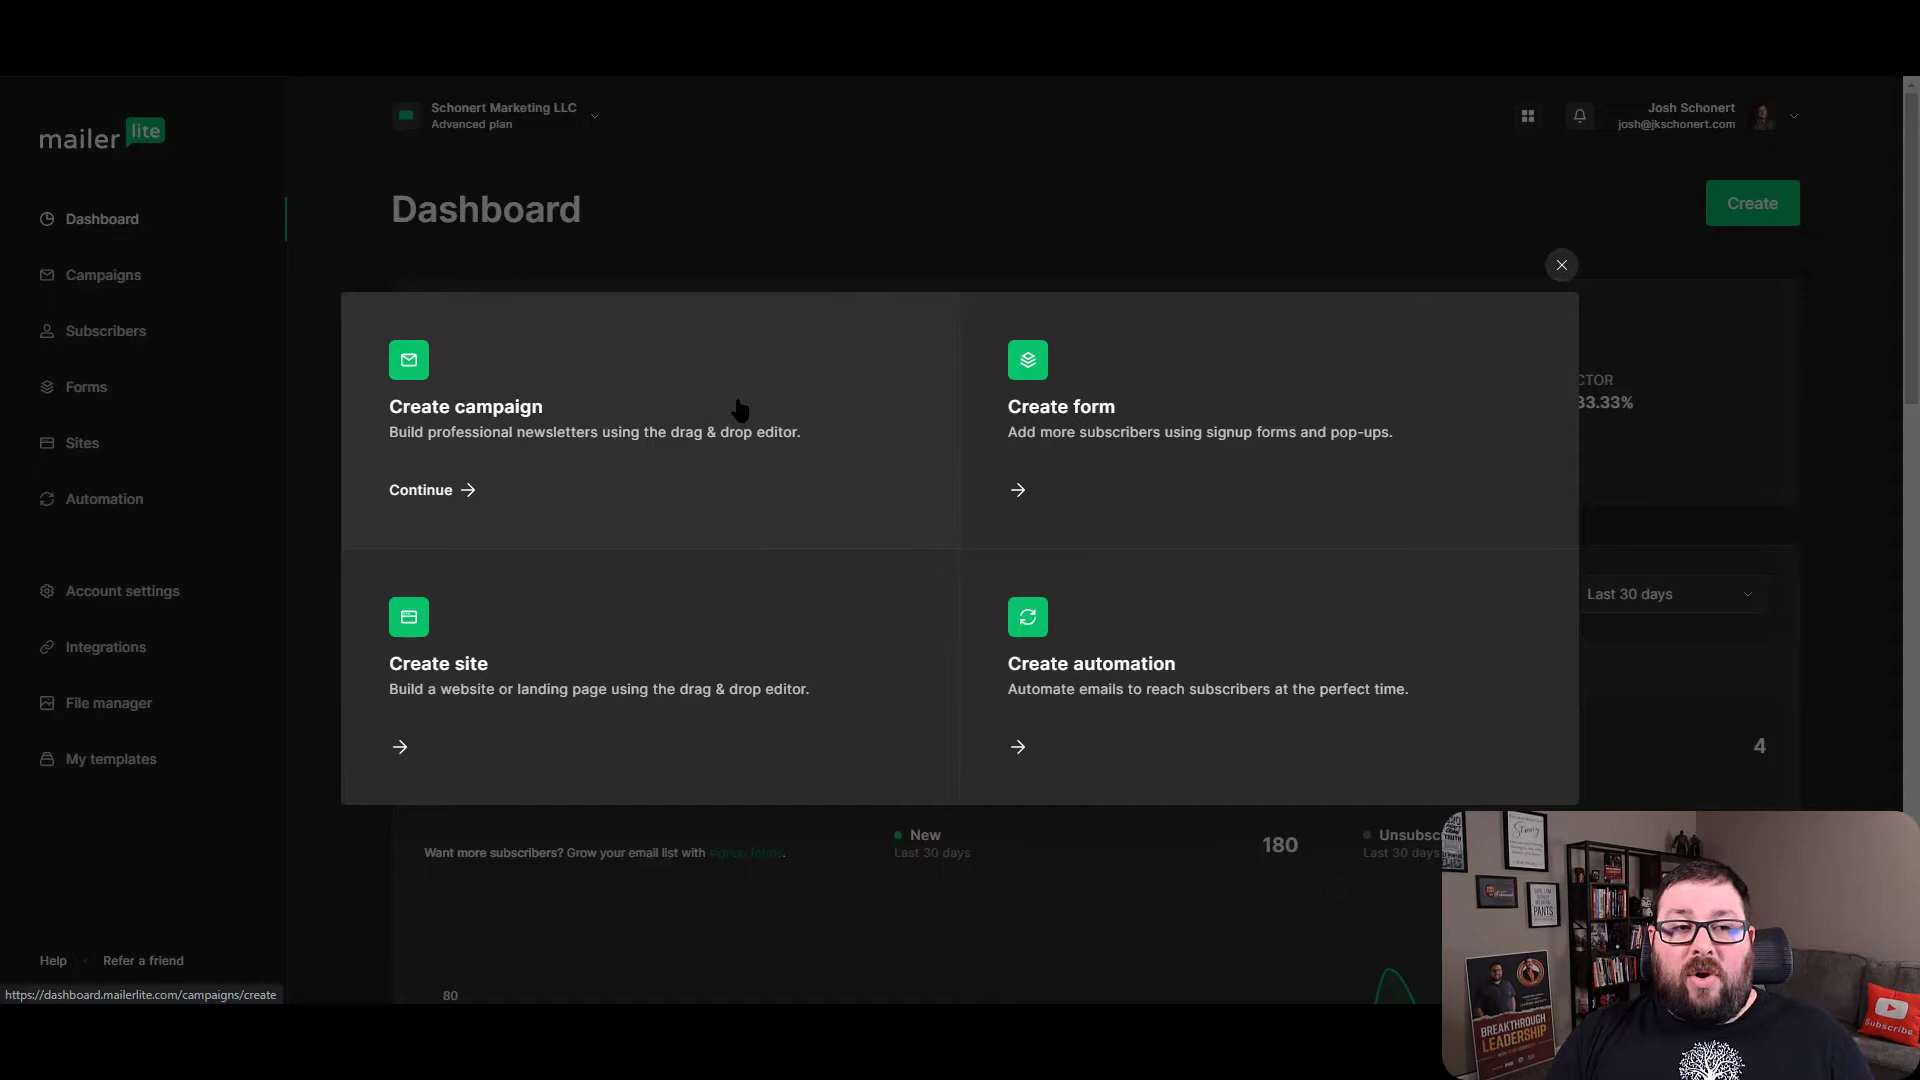 mailer lite
Schonert Marketing LLC
Advanced plan
Josh Schonert
josh@jkschonert.com
Dashboard
Campaigns
Subscribers
Forms
Sites
Automation
Account settings
Integrations
File manager
My templates
Help
Refer a friend
https://dashboard.mailerlite.com/campaigns/create
Dashboard
Create
Create campaign
Build professional newsletters using the drag & drop editor.
Continue
Create form
Add more subscribers using signup forms and pop-ups.
Create site
Build a website or landing page using the drag & drop editor.
Create automation
Automate emails to reach subscribers at the perfect time.
CTOR
33.33%
Last 30 days
4
Want more subscribers? Grow your email list with signup forms.
New
Last 30 days
180
Unsubsc
Last 30 days
80
Strong
TRUTH
PANTS
BREAKTHROUGH
LEADERSHIP
Subscribe